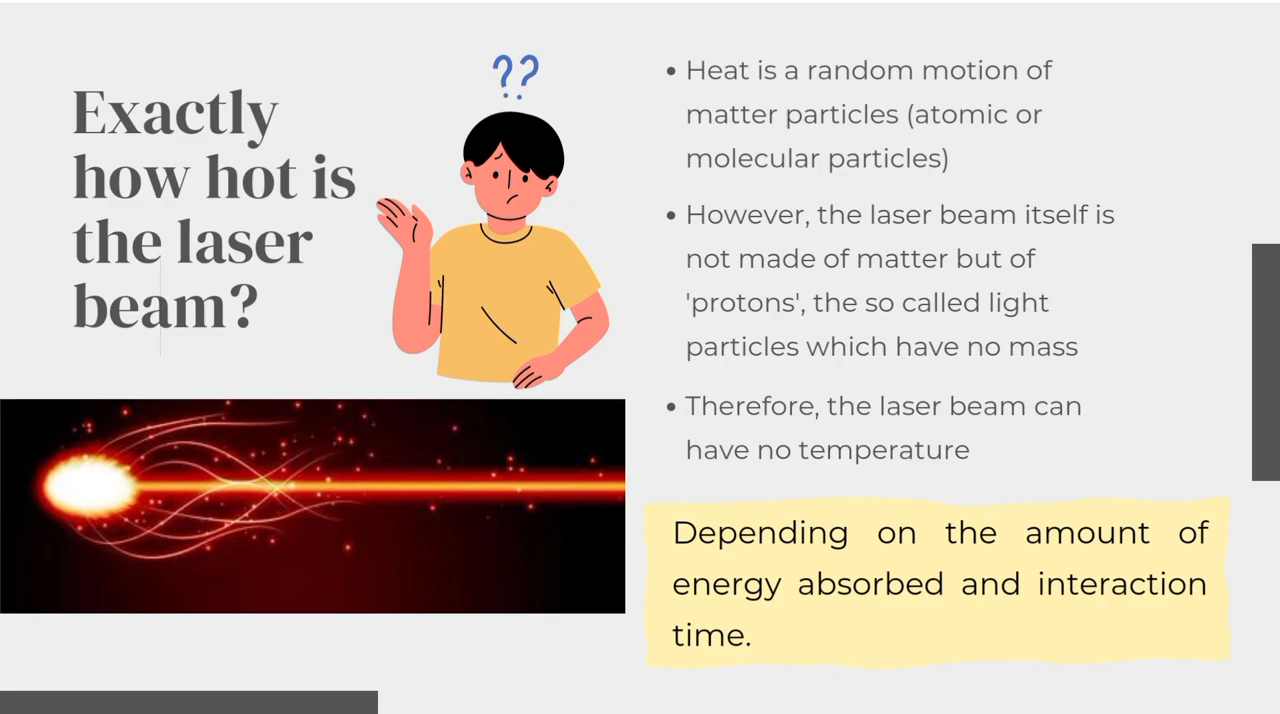 Exactly
how hot is
the laser
beam?
??
• Heat is a random motion of
matter particles (atomic or
molecular particles)
• However, the laser beam itself is
not made of matter but of
'protons', the so called light
particles which have no mass
• Therefore, the laser beam can
have no temperature
Depending on the amount of
energy absorbed and interaction
time.